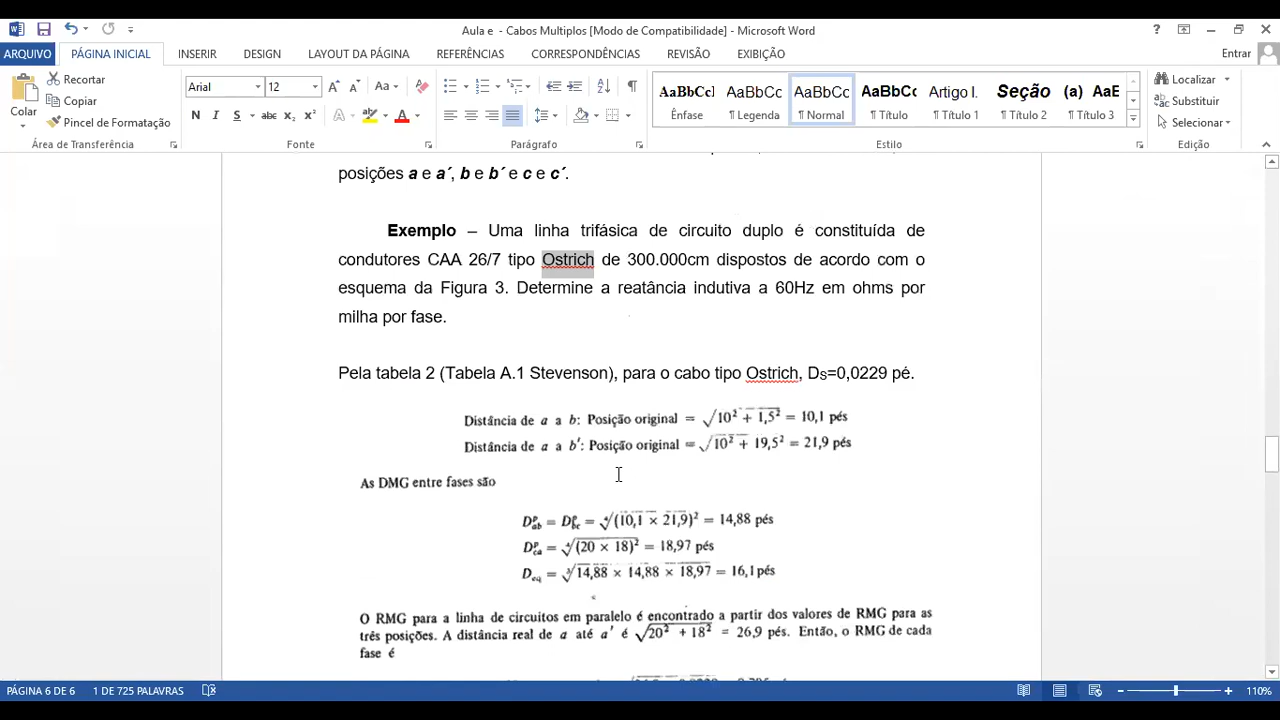 Aula e - Cabos Multiplos [Modo de Compatibilidade] - Microsoft Word
ARQUIVO PÁGINA INICIAL INSERIR DESIGN LAYOUT DA PÁGINA REFERÊNCIAS CORRESPONDÊNCIAS REVISÃO EXIBIÇÃO Entrar
Colar
Recortar
Copiar
Pincel de Formatação
Área de Transferência
Arial 12
N I S abc x₂ x²
Fonte
Parágrafo
AaBbCcI AaBbCc AaBbCc AaBbCc Artigo I. Seção (a) AaE
Ênfase ¶ Legenda ¶ Normal ¶ Título ¶ Título 1 ¶ Título 2 ¶ Título 3
Estilo
Localizar
Substituir
Selecionar
Edição
posições a e a´, b e b´ e c e c´.
Exemplo – Uma linha trifásica de circuito duplo é constituída de
condutores CAA 26/7 tipo Ostrich de 300.000cm dispostos de acordo com o
esquema da Figura 3. Determine a reatância indutiva a 60Hz em ohms por
milha por fase.
Pela tabela 2 (Tabela A.1 Stevenson), para o cabo tipo Ostrich, Ds=0,0229 pé.
Distância de a a b: Posição original = √10² + 1,5² = 10,1 pés
Distância de a a b′: Posição original = √10² + 19,5² = 21,9 pés
As DMG entre fases são
Dᵖab = Dᵖbc = ⁴√(10,1 × 21,9)² = 14,88 pés
Dᵖca = ⁴√(20 × 18)² = 18,97 pés
Deq = ³√14,88 × 14,88 × 18,97 = 16,1 pés
O RMG para a linha de circuitos em paralelo é encontrado a partir dos valores de RMG para as
três posições. A distância real de a até a′ é √20² + 18² = 26,9 pés. Então, o RMG de cada
fase é
PÁGINA 6 DE 6 1 DE 725 PALAVRAS 110%